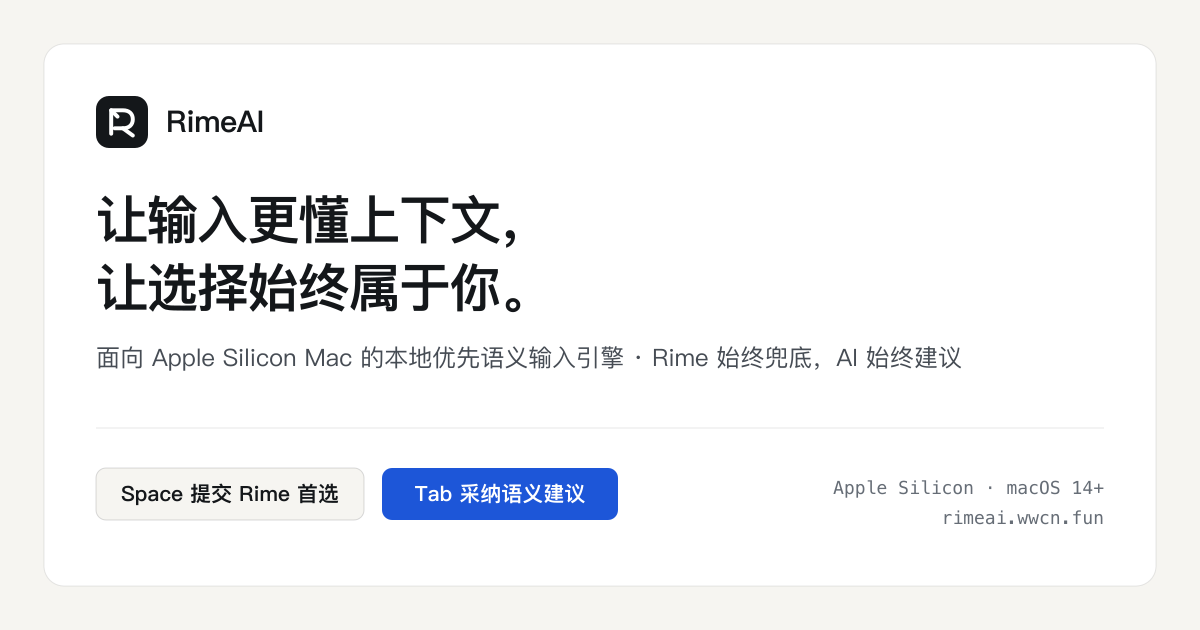 RimeAI
让输入更懂上下文，
让选择始终属于你。
面向 Apple Silicon Mac 的本地优先语义输入引擎 · Rime 始终兜底，AI 始终建议
Space 提交 Rime 首选
Tab 采纳语义建议
Apple Silicon · macOS 14+
rimeai.wwcn.fun